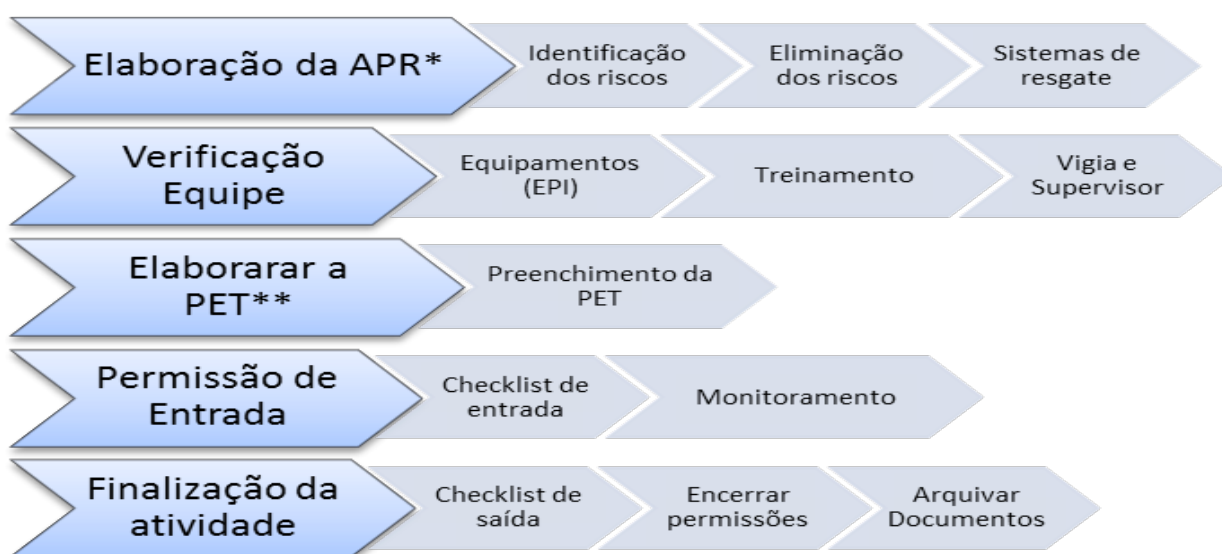 Elaboração da APR*
Identificação
dos riscos
Eliminação
dos riscos
Sistemas de
resgate
Verificação
Equipe
Equipamentos
(EPI)
Treinamento
Vigia e
Supervisor
Elaborarar a
PET**
Preenchimento da
PET
Permissão de
Entrada
Checklist de
entrada
Monitoramento
Finalização da
atividade
Checklist de
saída
Encerrar
permissões
Arquivar
Documentos